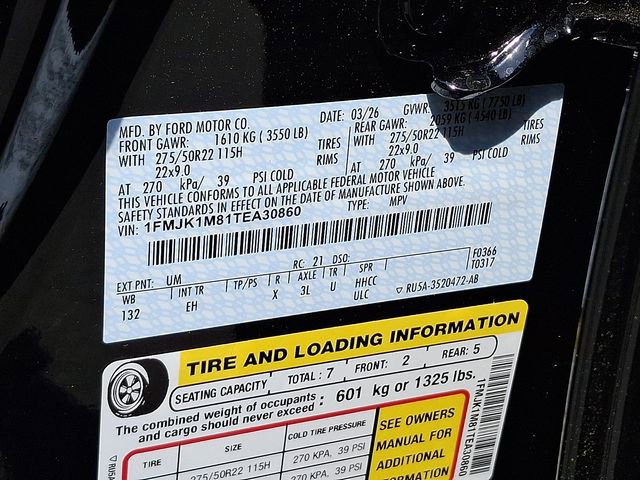 MFD. BY FORD MOTOR CO. DATE: 03/26 GVWR: 3515 KG ( 7750 LB)
FRONT GAWR: 1610 KG ( 3550 LB) REAR GAWR: 2059 KG ( 4540 LB)
WITH 275/50R22 115H TIRES WITH 275/50R22 115H TIRES
22x9.0 RIMS 22x9.0 RIMS
AT 270 kPa/ 39 PSI COLD AT 270 kPa/ 39 PSI COLD
THIS VEHICLE CONFORMS TO ALL APPLICABLE FEDERAL MOTOR VEHICLE
SAFETY STANDARDS IN EFFECT ON THE DATE OF MANUFACTURE SHOWN ABOVE.
VIN: 1FMJK1M81TEA30860 TYPE: MPV
EXT PNT: UM RC: 21 DSO: F0366
WB INT TR TP/PS R AXLE TR SPR T0317
132 EH X 3L U HHCC
ULC ▽ RU5A-3520472-AB
TIRE AND LOADING INFORMATION
SEATING CAPACITY TOTAL : 7 FRONT: 2 REAR: 5
The combined weight of occupants
and cargo should never exceed : 601 kg or 1325 lbs.
TIRE SIZE COLD TIRE PRESSURE SEE OWNERS
275/50R22 115H 270 KPA, 39 PSI MANUAL FOR
270 KPA, 39 PSI ADDITIONAL
1FMJK1M81TEA30860